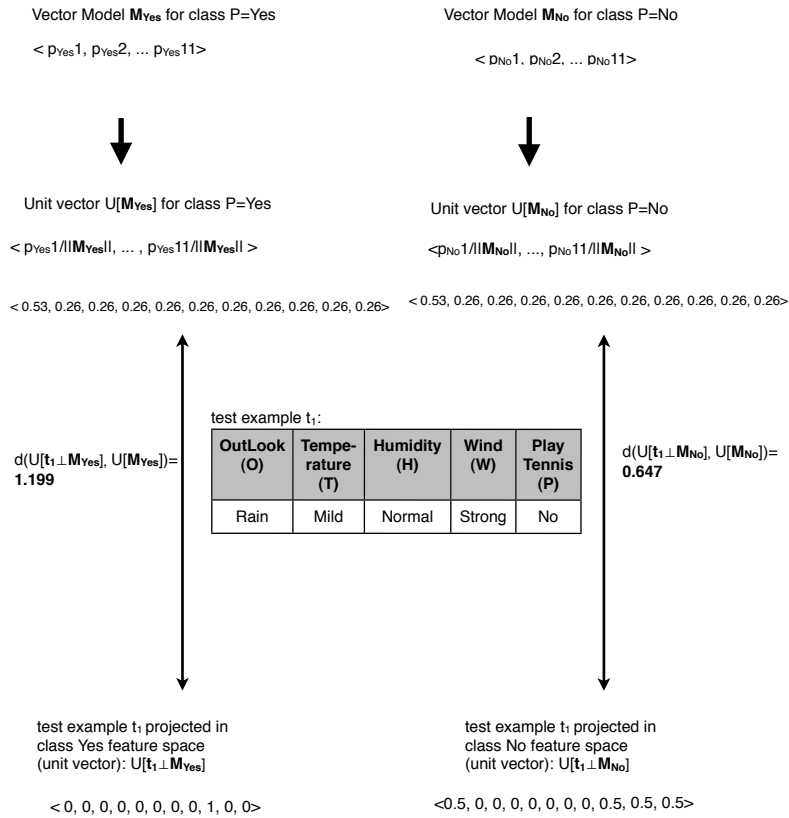 Vector Model MYes for class P=Yes
< pYes1, pYes2, ... pYes11>
Vector Model MNo for class P=No
< pNo1, pNo2, ... pNo11>
Unit vector U[MYes] for class P=Yes
< pYes1/||MYes||, ... , pYes11/||MYes|| >
< 0.53, 0.26, 0.26, 0.26, 0.26, 0.26, 0.26, 0.26, 0.26, 0.26, 0.26>
Unit vector U[MNo] for class P=No
<pNo1/||MNo||, ..., pNo11/||MNo|| >
< 0.53, 0.26, 0.26, 0.26, 0.26, 0.26, 0.26, 0.26, 0.26, 0.26, 0.26>
d(U[t1⊥MYes], U[MYes])=
1.199
test example t1:
OutLook (O) Tempe-rature (T) Humidity (H) Wind (W) Play Tennis (P)
Rain Mild Normal Strong No
d(U[t1⊥MNo], U[MNo])=
0.647
test example t1 projected in
class Yes feature space
(unit vector): U[t1⊥MYes]
< 0, 0, 0, 0, 0, 0, 0, 0, 1, 0, 0>
test example t1 projected in
class No feature space
(unit vector): U[t1⊥MNo]
<0.5, 0, 0, 0, 0, 0, 0, 0, 0.5, 0.5, 0.5>